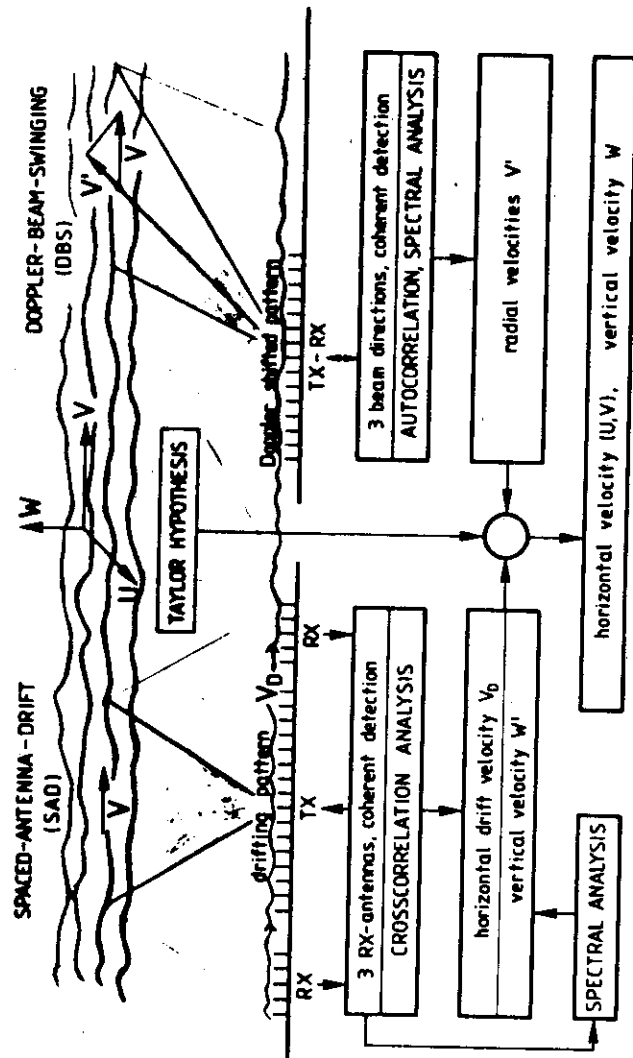 SPACED-ANTENNA-DRIFT
(SAD)
DOPPLER-BEAM-SWINGING
(DBS)
W
V
U
V
V'
V
TAYLOR HYPOTHESIS
drifting pattern
V_D
Doppler shifted pattern
RX
TX
RX
TX-RX
3 RX-antennas, coherent detection
CROSSCORRELATION ANALYSIS
3 beam directions, coherent detection
AUTOCORRELATION, SPECTRAL ANALYSIS
horizontal drift velocity V_D
vertical velocity W'
radial velocities V'
SPECTRAL ANALYSIS
horizontal velocity (U,V), vertical velocity W